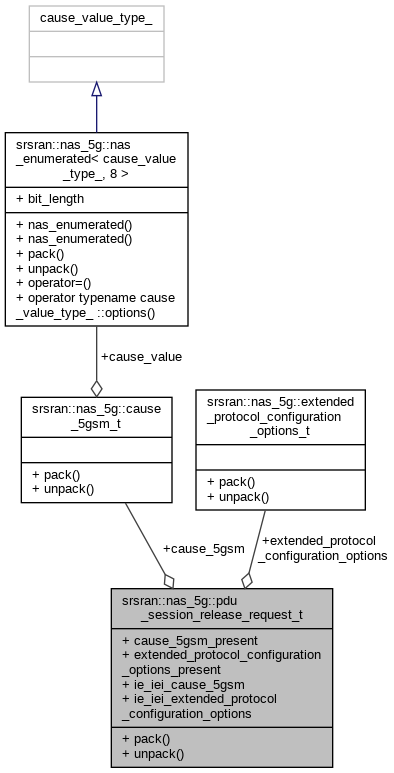 cause_value_type_
srsran::nas_5g::nas
_enumerated< cause_value
_type_, 8 >
+ bit_length
+ nas_enumerated()
+ nas_enumerated()
+ pack()
+ unpack()
+ operator=()
+ operator typename cause
_value_type_ ::options()
+cause_value
srsran::nas_5g::cause
_5gsm_t
+ pack()
+ unpack()
srsran::nas_5g::extended
_protocol_configuration
_options_t
+ pack()
+ unpack()
+cause_5gsm
+extended_protocol
_configuration_options
srsran::nas_5g::pdu
_session_release_request_t
+ cause_5gsm_present
+ extended_protocol_configuration
_options_present
+ ie_iei_cause_5gsm
+ ie_iei_extended_protocol
_configuration_options
+ pack()
+ unpack()